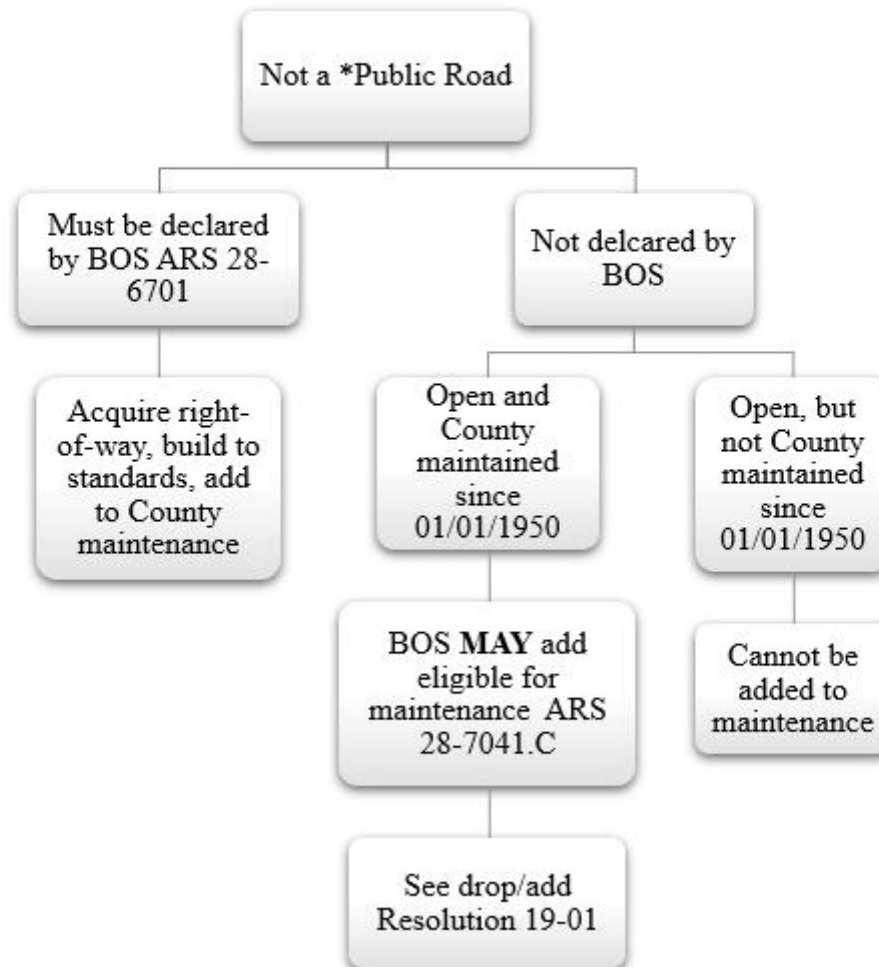 Not a *Public Road
Must be declared
by BOS ARS 28-
6701
Not delcared by
BOS
Acquire right-
of-way, build to
standards, add
to County
maintenance
Open and
County
maintained
since
01/01/1950
Open, but
not County
maintained
since
01/01/1950
BOS MAY add
eligible for
maintenance ARS
28-7041.C
Cannot be
added to
maintenance
See drop/add
Resolution 19-01